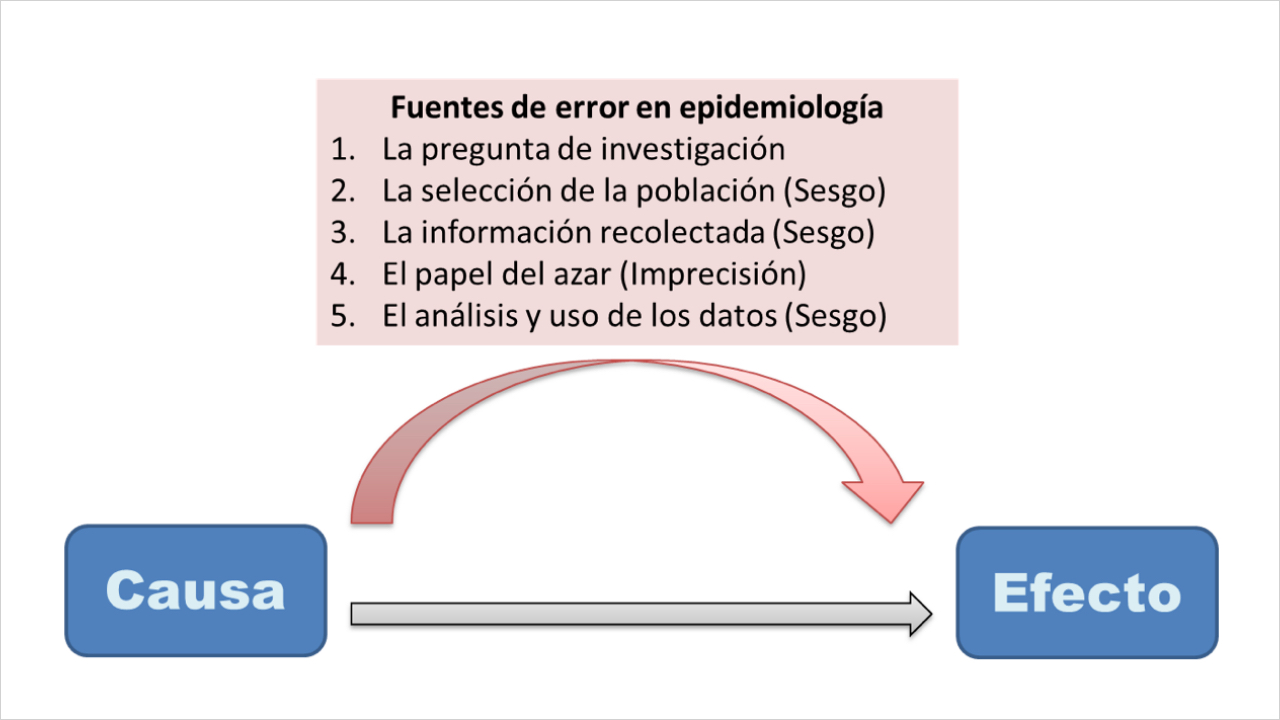 Fuentes de error en epidemiología
1. La pregunta de investigación
2. La selección de la población (Sesgo)
3. La información recolectada (Sesgo)
4. El papel del azar (Imprecisión)
5. El análisis y uso de los datos (Sesgo)
Causa
Efecto